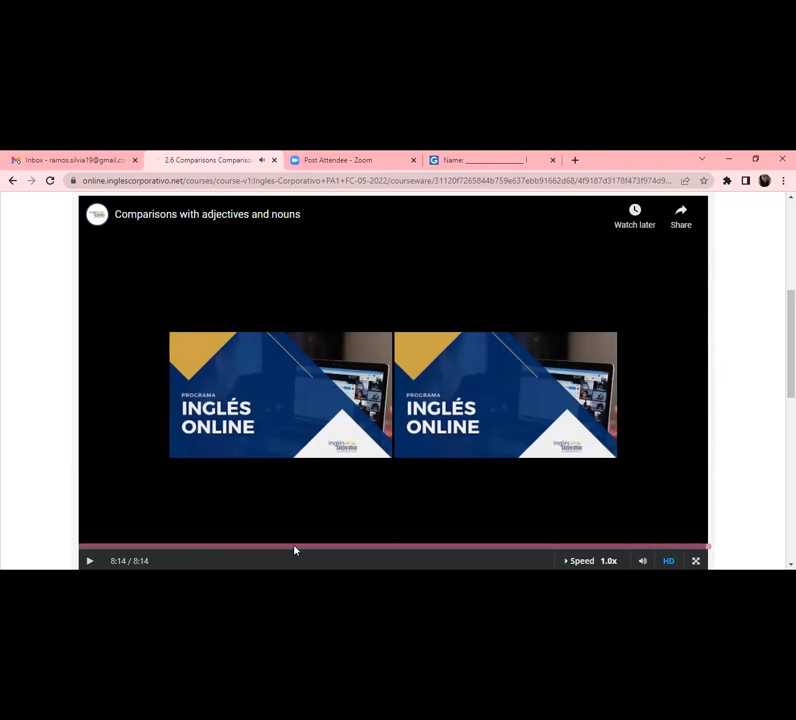 Inbox - ramos.silvia19@gmail.co
2.6 Comparisons Comparison
Post Attendee - Zoom
Name: ________________ I
online.inglescorporativo.net/courses/course-v1:Ingles-Corporativo+PA1+FC-05-2022/courseware/31120f7265844b759e637ebb91662d68/4f9187d3178f473f974d9...
Comparisons with adjectives and nouns
Watch later
Share
PROGRAMA
INGLÉS
ONLINE
PROGRAMA
INGLÉS
ONLINE
8:14 / 8:14
Speed 1.0x
HD